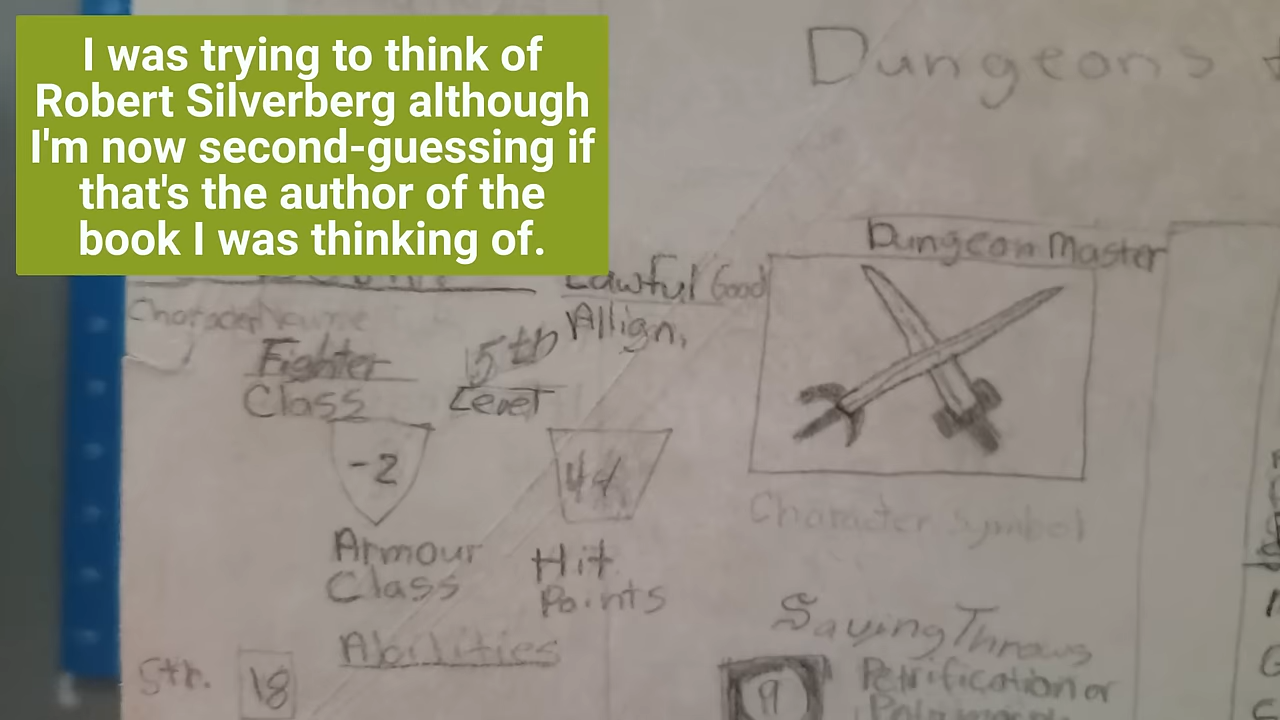 I was trying to think of
Robert Silverberg although
I'm now second-guessing if
that's the author of the
book I was thinking of.
Dungeons
Dungeon Master
Lawful Good
Character Name
Allign.
Fighter
5th
Class
Level
-2
44
Character Symbol
Armour
Class
Hit
Points
Abilities
Saving Throws
Str.
18
9
Petrification or